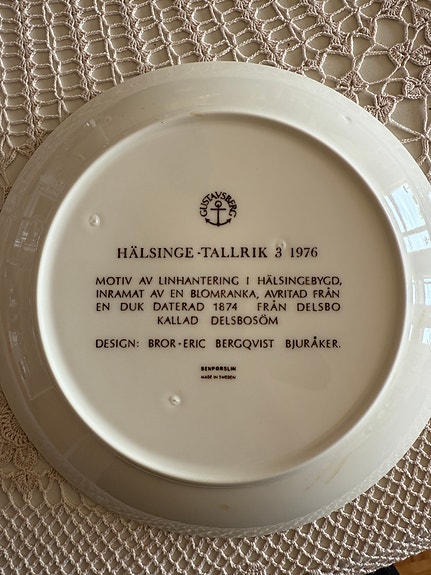 GUSTAVSBERG
HÄLSINGE-TALLRIK 3 1976
MOTIV AV LINHANTERING I HÄLSINGEBYGD,
INRAMAT AV EN BLOMRANKA, AVRITAD FRÅN
EN DUK DATERAD 1874 FRÅN DELSBO
KALLAD DELSBOSÖM
DESIGN: BROR-ERIC BERGQVIST BJURÅKER.
BENPORSLIN
MADE IN SWEDEN